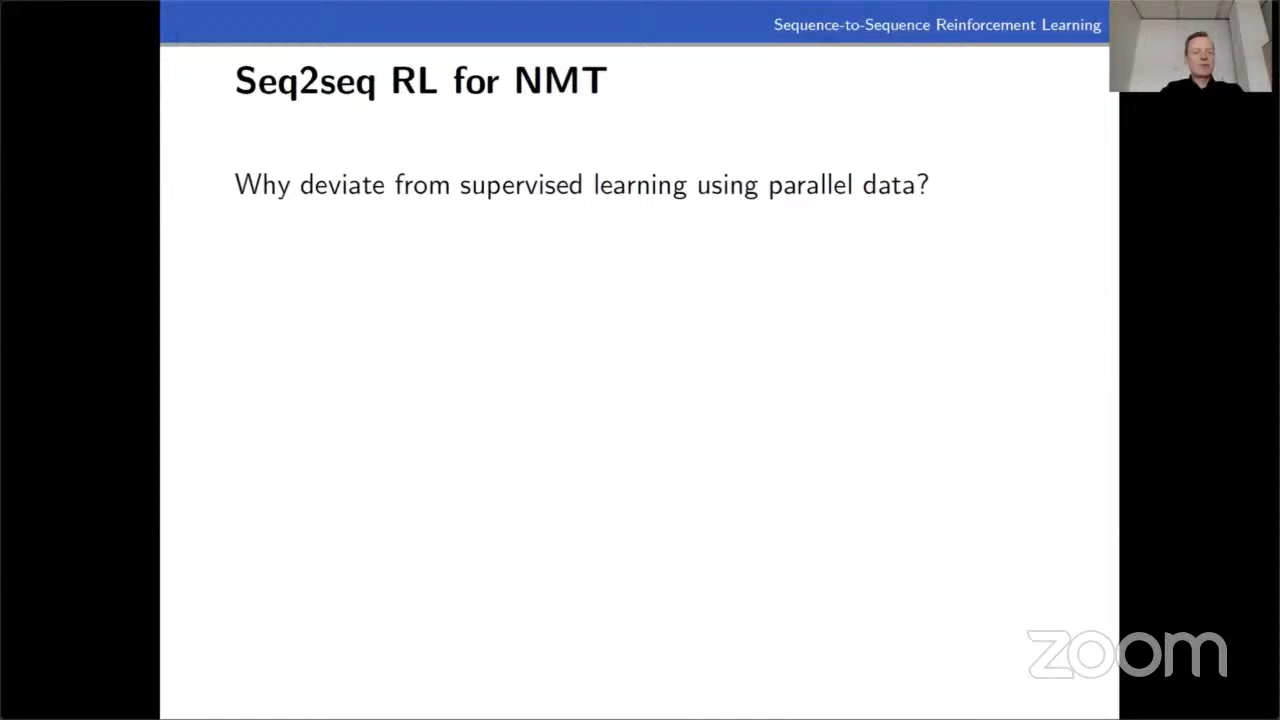 Sequence-to-Sequence Reinforcement Learning
Seq2seq RL for NMT
Why deviate from supervised learning using parallel data?
zoom